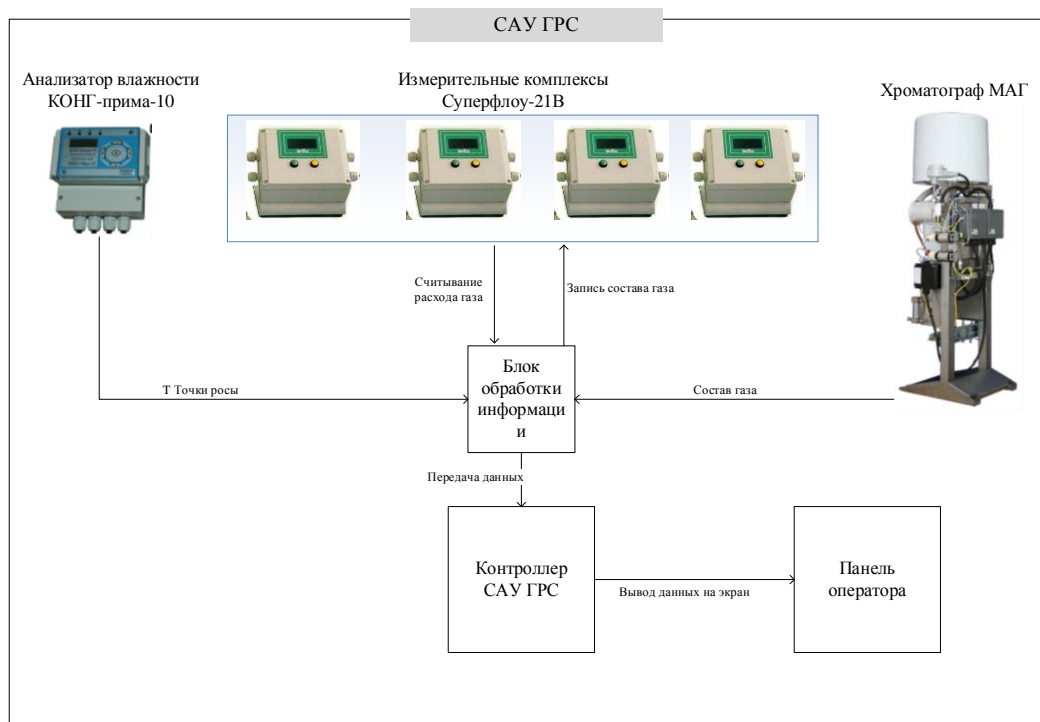 САУ ГРС
Анализатор влажности
КОНГ-прима-10
Измерительные комплексы
Суперфлоу-21В
Хроматограф МАГ
Считывание
расхода газа
Запись состава газа
Т Точки росы
Блок
обработки
информаци
и
Состав газа
Передача данных
Контроллер
САУ ГРС
Вывод данных на экран
Панель
оператора